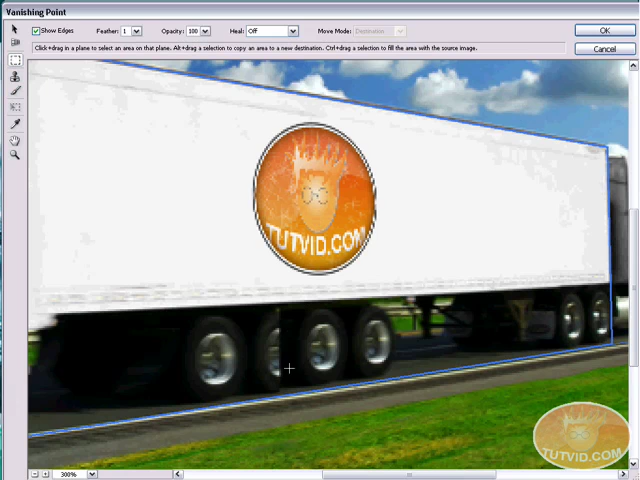 Vanishing Point
Show Edges Feather: 1 Opacity: 100 Heal: Off Move Mode: Destination OK
Click+drag in a plane to select an area on that plane. Alt+drag a selection to copy an area to a new destination. Ctrl+drag a selection to fill the area with the source image. Cancel
TUTVID.COM
TUTVID.COM
300%